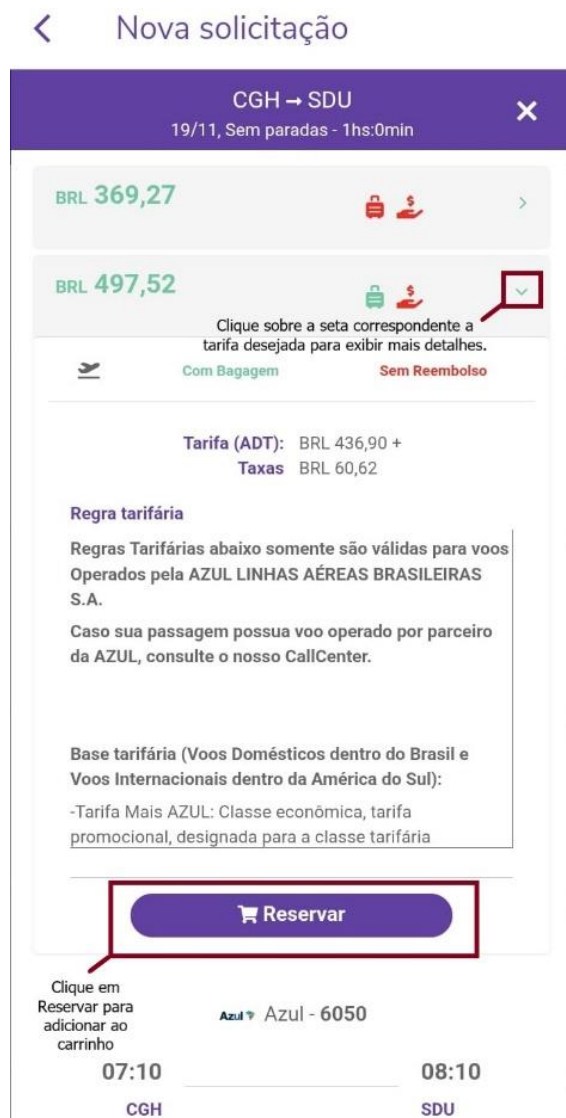 Nova solicitação
CGH → SDU
19/11, Sem paradas - 1hs:0min
BRL 369,27
BRL 497,52
Clique sobre a seta correspondente a
tarifa desejada para exibir mais detalhes.
Com Bagagem Sem Reembolso
Tarifa (ADT): BRL 436,90 +
Taxas BRL 60,62
Regra tarifária
Regras Tarifárias abaixo somente são válidas para voos
Operados pela AZUL LINHAS AÉREAS BRASILEIRAS
S.A.
Caso sua passagem possua voo operado por parceiro
da AZUL, consulte o nosso CallCenter.
Base tarifária (Voos Domésticos dentro do Brasil e
Voos Internacionais dentro da América do Sul):
-Tarifa Mais AZUL: Classe econômica, tarifa
promocional, designada para a classe tarifária
Reservar
Clique em
Reservar para
adicionar ao
carrinho
Azul Azul - 6050
07:10 08:10
CGH SDU